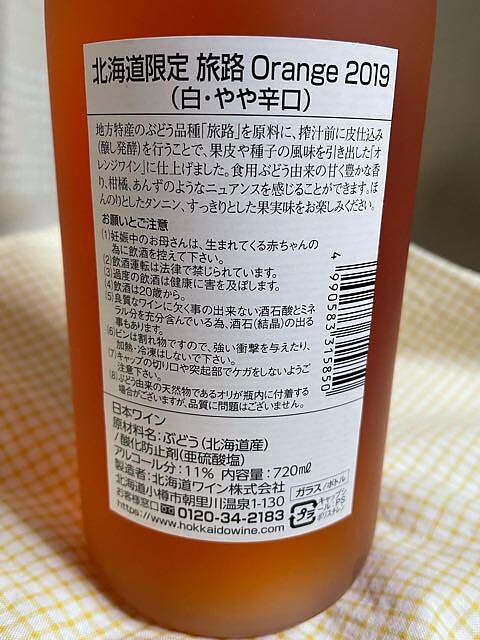 北海道限定 旅路 Orange 2019
（白・やや辛口）
地方特産のぶどう品種「旅路」を原料に、搾汁前に皮仕込み
（醸し発酵）を行うことで、果皮や種子の風味を引き出した「オ
レンジワイン」に仕上げました。食用ぶどう由来の甘く豊かな香
り、柑橘、あんずのようなニュアンスを感じることができます。ほ
んのりとしたタンニン、すっきりとした果実味をお楽しみください。
お願いとご注意
(1)妊娠中のお母さんは、生まれてくる赤ちゃんの
為に飲酒を控えて下さい。
(2)飲酒運転は法律で禁じられています。
(3)過度の飲酒は健康に害を及ぼします。
(4)飲酒は20歳から。
(5)良質なワインに欠く事の出来ない酒石酸とミネ
ラル分を充分含んでいる為、酒石(結晶)の出る
事もあります。
(6)ビンは割れ物ですので、強い衝撃を与えたり、
加熱・冷凍はしないで下さい。
(7)キャップの切り口や突起部でケガをしないようご
注意下さい。
(8)ぶどう由来の天然物であるオリが瓶内に付着する
場合がございますが、品質に問題はございません。
4990583315850
日本ワイン
原材料名：ぶどう（北海道産）
/酸化防止剤（亜硫酸塩）
アルコール分：11％ 内容量：720㎖
製造者：北海道ワイン株式会社
北海道小樽市朝里川温泉1-130
お客様窓口 0120-34-2183
https://www.hokkaidowine.com
ガラス/ボトル
プラ
キャップシ
ール：PS
ポリスチレン